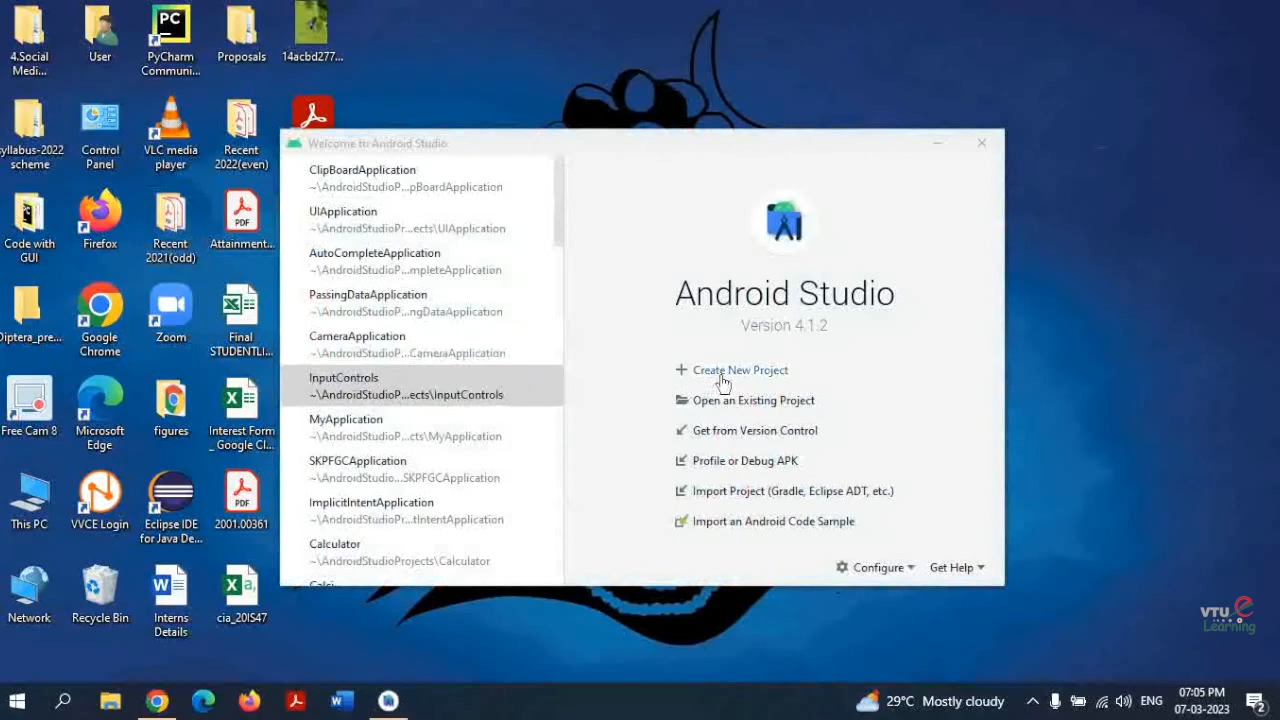 4.Social
Medi...
User
PC
PyCharm
Communi...
Proposals
14acbd277...
syllabus-2022
scheme
Control
Panel
VLC media
player
Recent
2022(even)
Code with
GUI
Firefox
Recent
2021(odd)
PDF
Attainment...
Diptera_pre...
Google
Chrome
Zoom
Final
STUDENTLI...
Free Cam 8
Microsoft
Edge
figures
Interest Form
_ Google Cl...
This PC
VVCE Login
Eclipse IDE
for Java De...
PDF
2001.00361
Network
Recycle Bin
Interns
Details
cia_20IS47
Welcome to Android Studio
ClipBoardApplication
~\AndroidStudioP...pBoardApplication
UIApplication
~\AndroidStudioPr...ects\UIApplication
AutoCompleteApplication
~\AndroidStudioP...mpleteApplication
PassingDataApplication
~\AndroidStudioP...ngDataApplication
CameraApplication
~\AndroidStudioP...CameraApplication
InputControls
~\AndroidStudioP...ects\InputControls
MyApplication
~\AndroidStudioP...cts\MyApplication
SKPFGCApplication
~\AndroidStudio...SKPFGCApplication
ImplicitIntentApplication
~\AndroidStudioPr...tIntentApplication
Calculator
~\AndroidStudioProjects\Calculator
Android Studio
Version 4.1.2
Create New Project
Open an Existing Project
Get from Version Control
Profile or Debug APK
Import Project (Gradle, Eclipse ADT, etc.)
Import an Android Code Sample
Configure
Get Help
VTU e
Learning
29°C Mostly cloudy
ENG
07:05 PM
07-03-2023
2